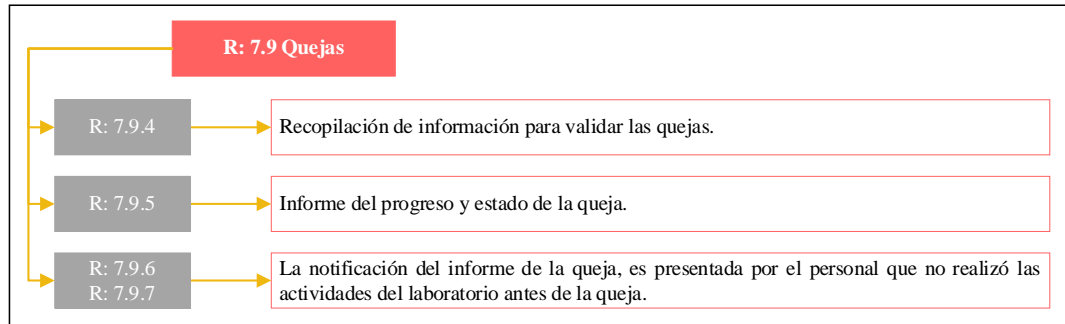 R: 7.9 Quejas
R: 7.9.4
Recopilación de información para validar las quejas.
R: 7.9.5
Informe del progreso y estado de la queja.
R: 7.9.6
R: 7.9.7
La notificación del informe de la queja, es presentada por el personal que no realizó las
actividades del laboratorio antes de la queja.